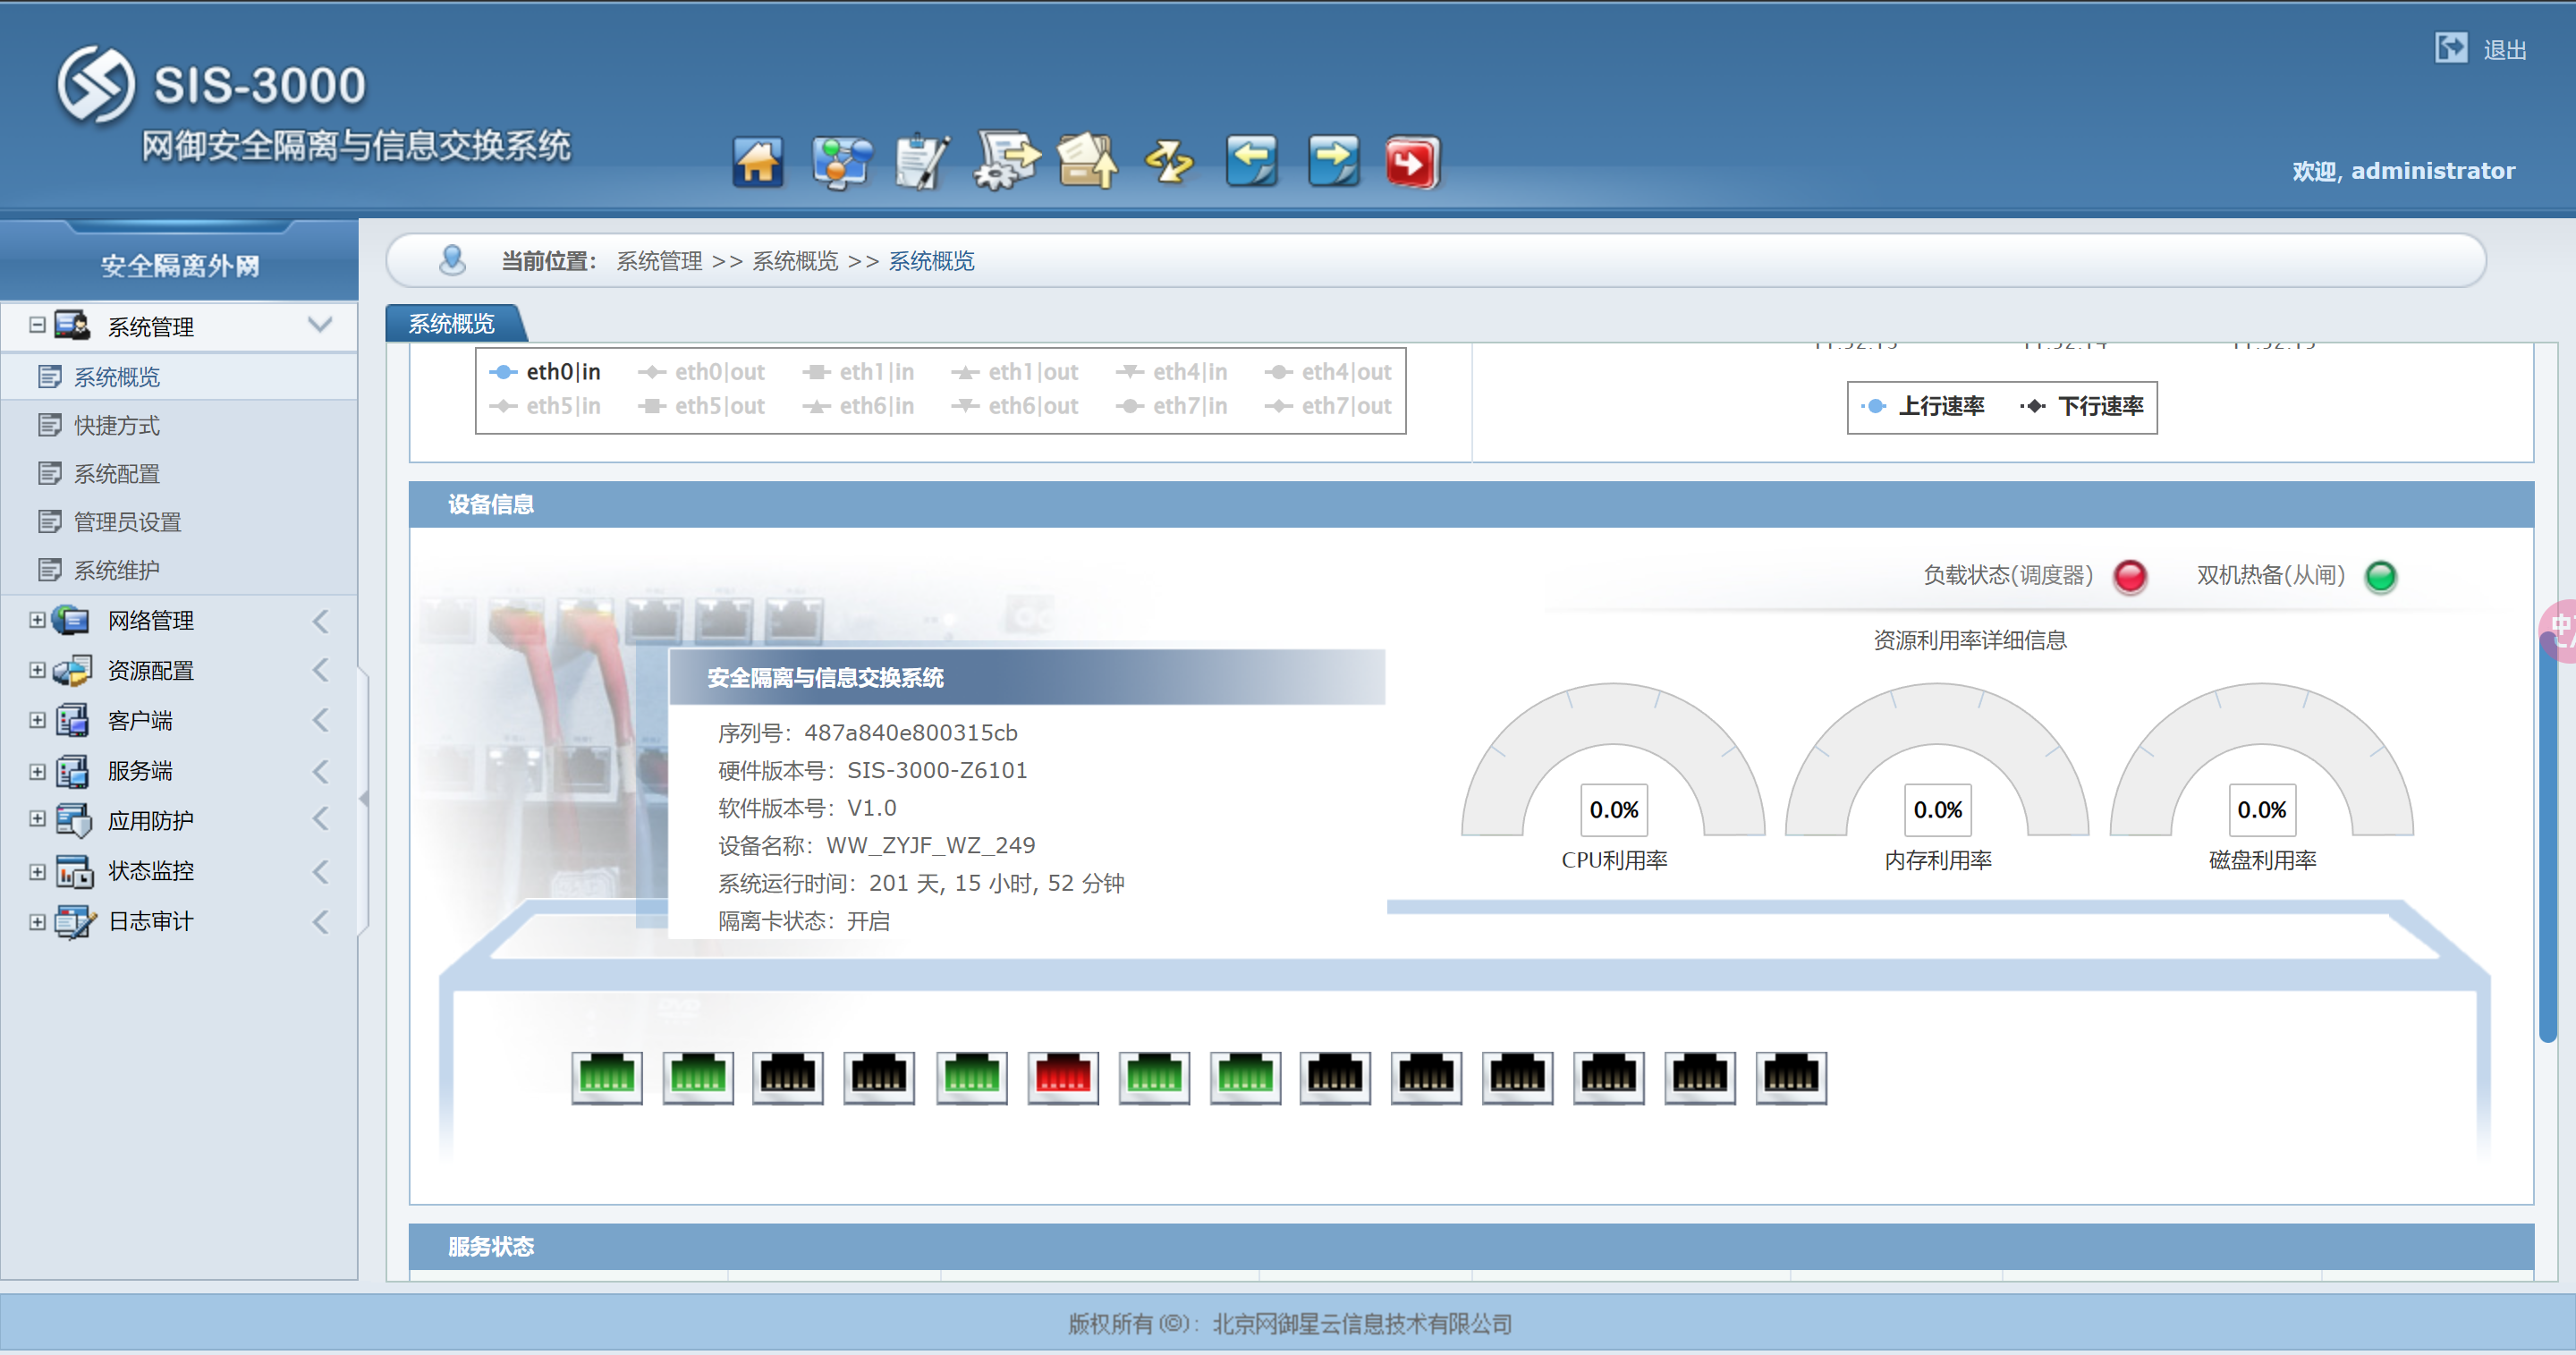 SIS-3000
网御安全隔离与信息交换系统
退出
欢迎, administrator
安全隔离外网
系统管理
系统概览
快捷方式
系统配置
管理员设置
系统维护
网络管理
资源配置
客户端
服务端
应用防护
状态监控
日志审计
当前位置： 系统管理 >> 系统概览 >> 系统概览
系统概览
eth0|in eth0|out eth1|in eth1|out eth4|in eth4|out
eth5|in eth5|out eth6|in eth6|out eth7|in eth7|out
上行速率 下行速率
设备信息
负载状态(调度器) 双机热备(从闸)
资源利用率详细信息
安全隔离与信息交换系统
序列号：487a840e800315cb
硬件版本号：SIS-3000-Z6101
软件版本号：V1.0
设备名称：WW_ZYJF_WZ_249
系统运行时间：201 天, 15 小时, 52 分钟
隔离卡状态：开启
0.0% 0.0% 0.0%
CPU利用率 内存利用率 磁盘利用率
服务状态
版权所有(©)：北京网御星云信息技术有限公司